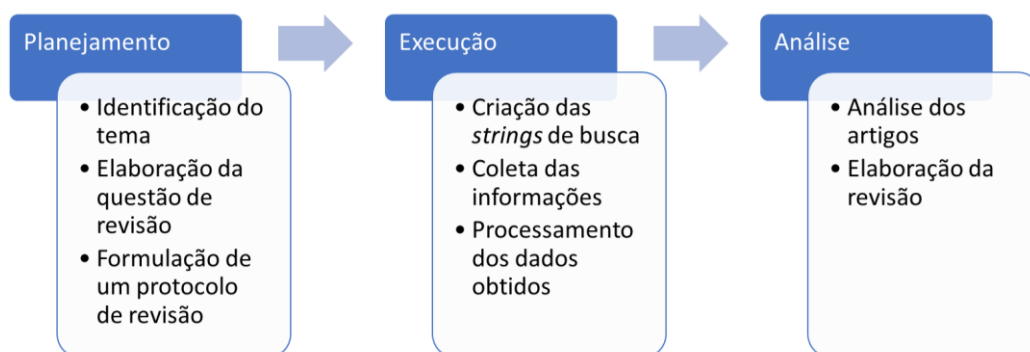 Planejamento
• Identificação do
tema
• Elaboração da
questão de
revisão
• Formulação de
um protocolo
de revisão
Execução
• Criação das
strings de busca
• Coleta das
informações
• Processamento
dos dados
obtidos
Análise
• Análise dos
artigos
• Elaboração da
revisão